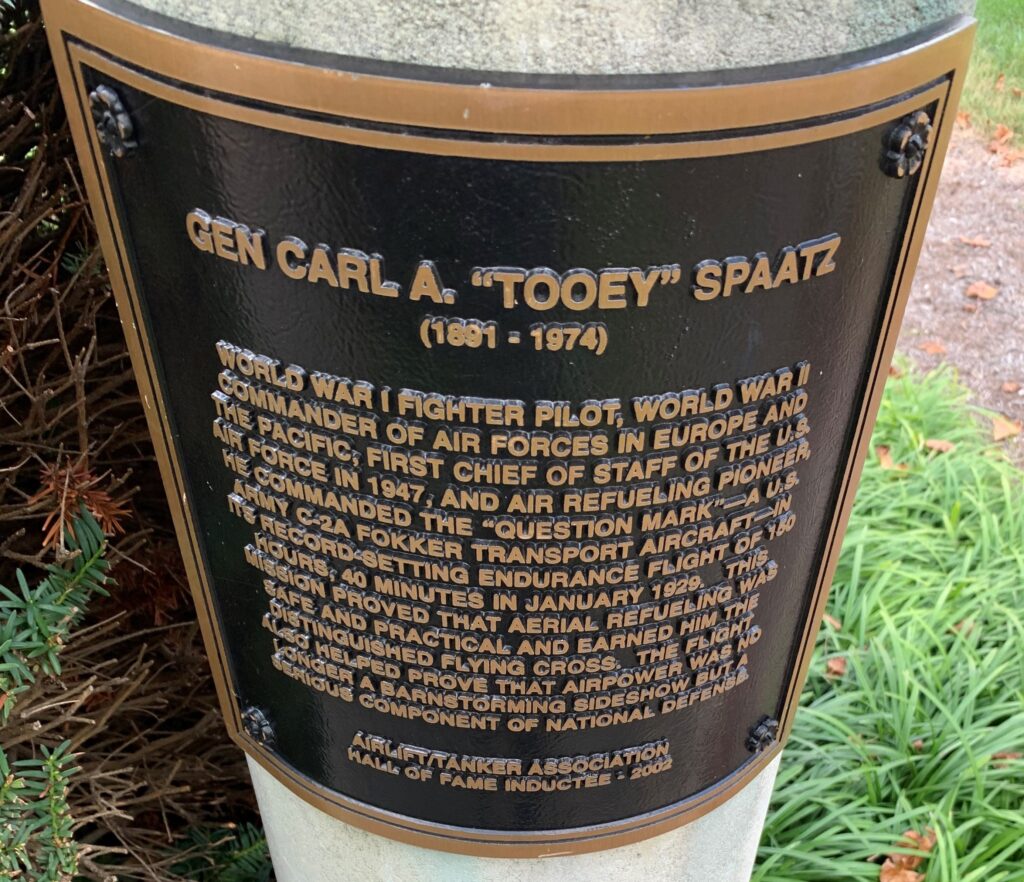 GEN CARL A. “TOOEY” SPAATZ
(1891 - 1974)
WORLD WAR I FIGHTER PILOT, WORLD WAR II
COMMANDER OF AIR FORCES IN EUROPE AND
THE PACIFIC, FIRST CHIEF OF STAFF OF THE U.S.
AIR FORCE IN 1947, AND AIR REFUELING PIONEER,
HE COMMANDED THE “QUESTION MARK”—A U.S.
ARMY C-2A FOKKER TRANSPORT AIRCRAFT—IN
ITS RECORD-SETTING ENDURANCE FLIGHT OF 150
HOURS, 40 MINUTES IN JANUARY 1929. THIS
MISSION PROVED THAT AERIAL REFUELING WAS
SAFE AND PRACTICAL AND EARNED HIM THE
DISTINGUISHED FLYING CROSS. THE FLIGHT
ALSO HELPED PROVE THAT AIRPOWER WAS NO
LONGER A BARNSTORMING SIDESHOW BUT A
SERIOUS COMPONENT OF NATIONAL DEFENSE.
AIRLIFT/TANKER ASSOCIATION
HALL OF FAME INDUCTEE - 2002